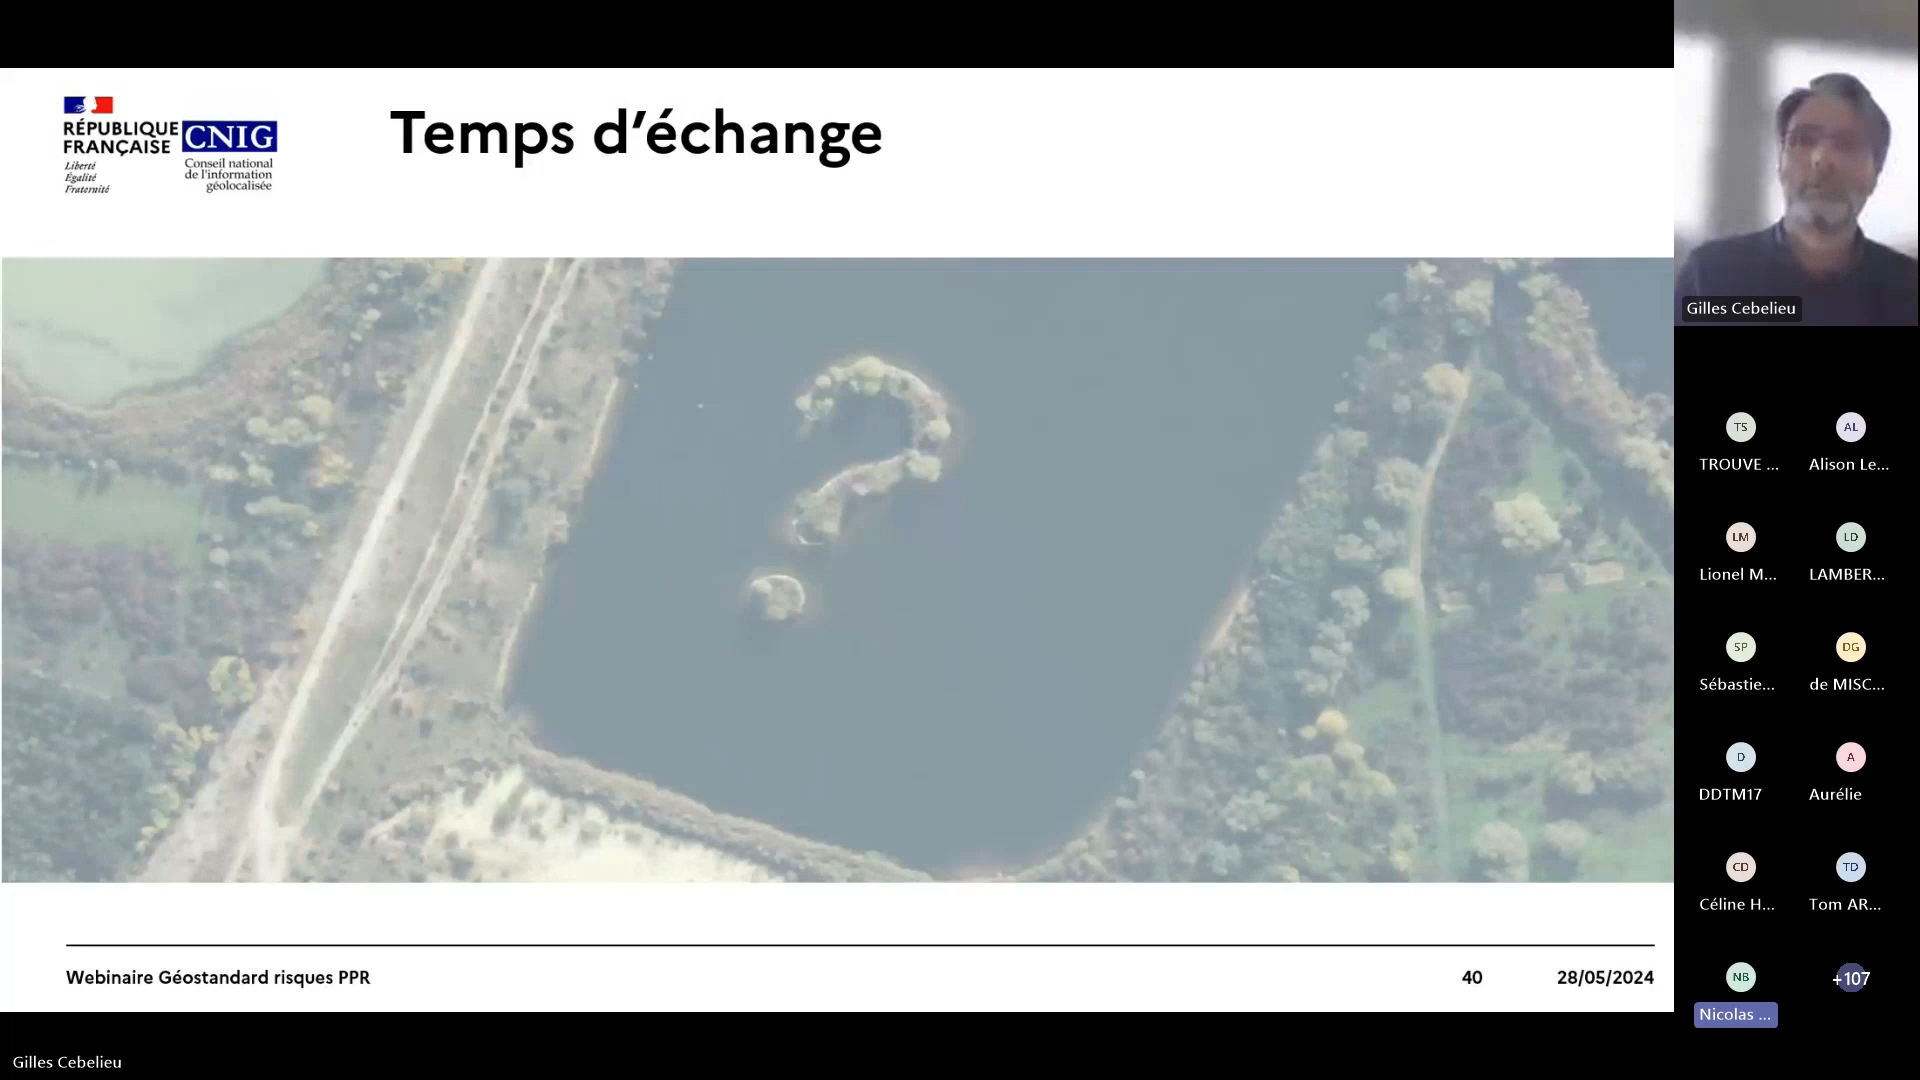 RÉPUBLIQUE
FRANÇAISE
Liberté
Égalité
Fraternité
CNIG
Conseil national
de l'information
géolocalisée
Temps d’échange
Gilles Cebelieu
TS
AL
TROUVE ...
Alison Le...
LM
LD
Lionel M...
LAMBER...
SP
DG
Sébastie...
de MISC...
D
A
DDTM17
Aurélie
CD
TD
Céline H...
Tom AR...
NB
+107
Nicolas ...
Webinaire Géostandard risques PPR
40
28/05/2024
Gilles Cebelieu